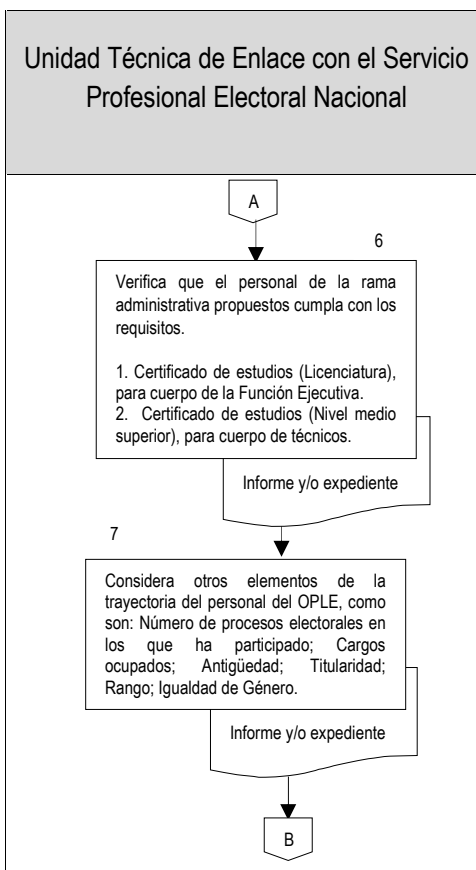 Unidad Técnica de Enlace con el Servicio
Profesional Electoral Nacional
A
6
Verifica que el personal de la rama
administrativa propuestos cumpla con los
requisitos.
1. Certificado de estudios (Licenciatura),
para cuerpo de la Función Ejecutiva.
2. Certificado de estudios (Nivel medio
superior), para cuerpo de técnicos.
Informe y/o expediente
7
Considera otros elementos de la
trayectoria del personal del OPLE, como
son: Número de procesos electorales en
los que ha participado; Cargos
ocupados; Antigüedad; Titularidad;
Rango; Igualdad de Género.
Informe y/o expediente
B